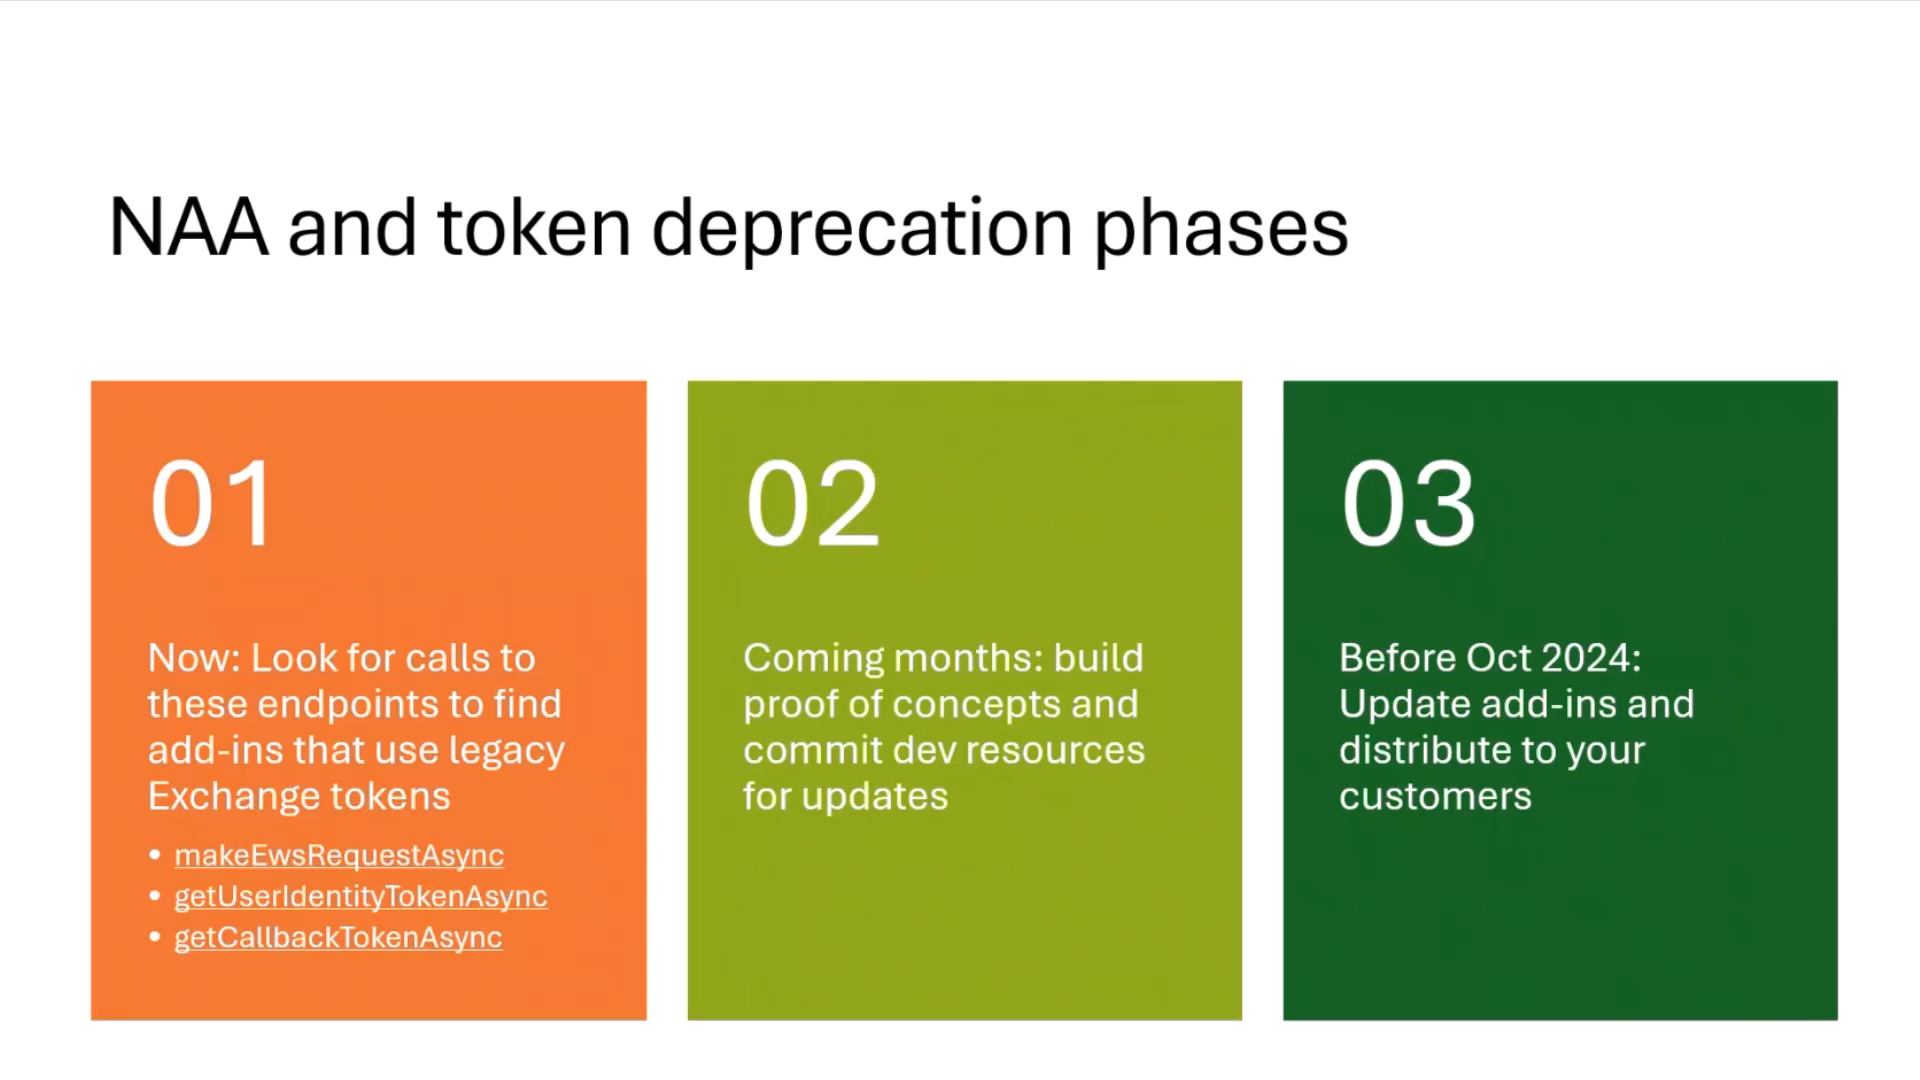 NAA and token deprecation phases
01
Now: Look for calls to
these endpoints to find
add-ins that use legacy
Exchange tokens
• makeEwsRequestAsync
• getUserIdentityTokenAsync
• getCallbackTokenAsync
02
Coming months: build
proof of concepts and
commit dev resources
for updates
03
Before Oct 2024:
Update add-ins and
distribute to your
customers